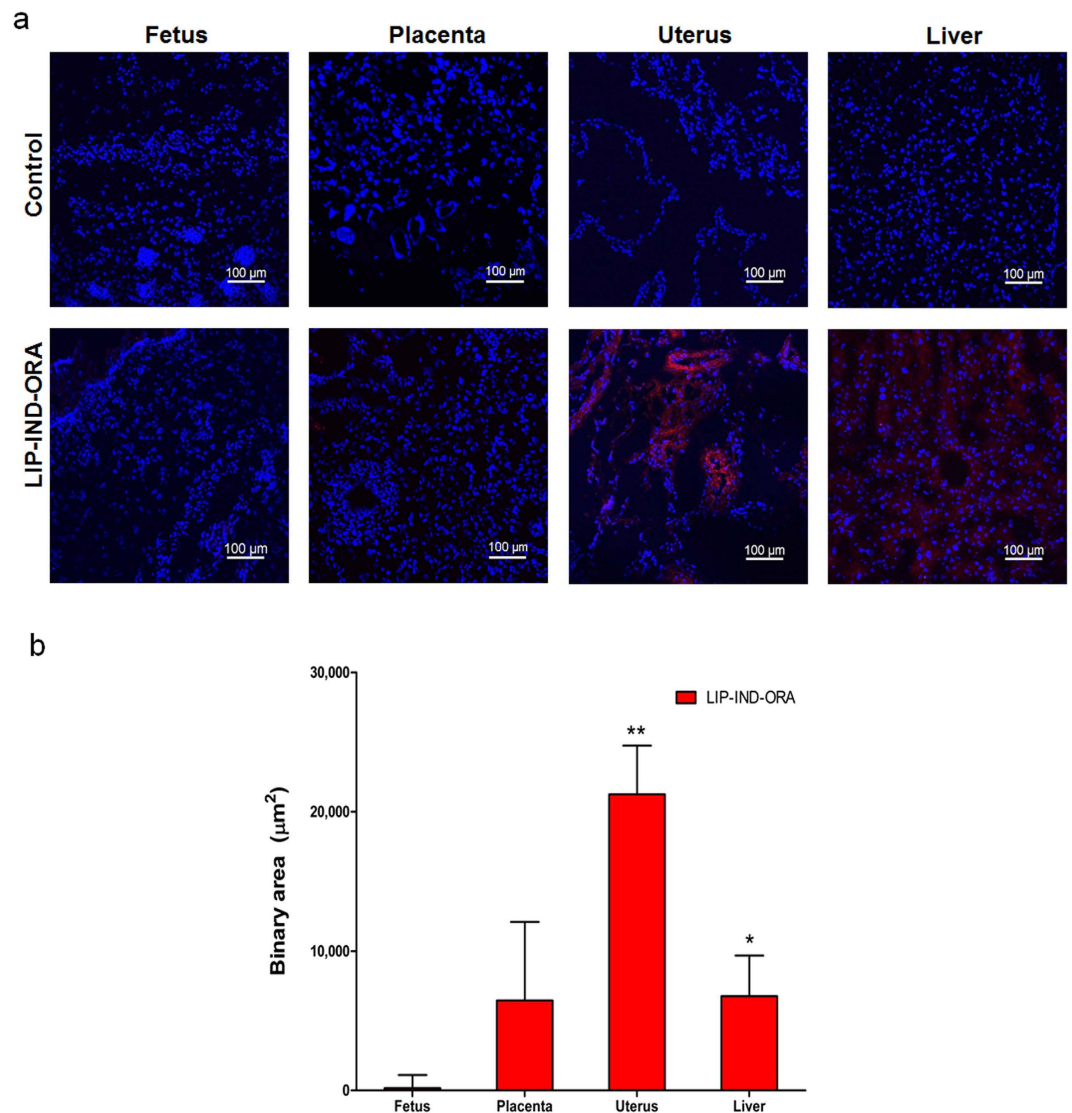 a
Fetus Placenta Uterus Liver
Control
100 µm 100 µm 100 µm 100 µm
LIP-IND-ORA
100 µm 100 µm 100 µm 100 µm
b
30,000
LIP-IND-ORA
**
20,000
Binary area (µm²)
*
10,000
0
Fetus Placenta Uterus Liver